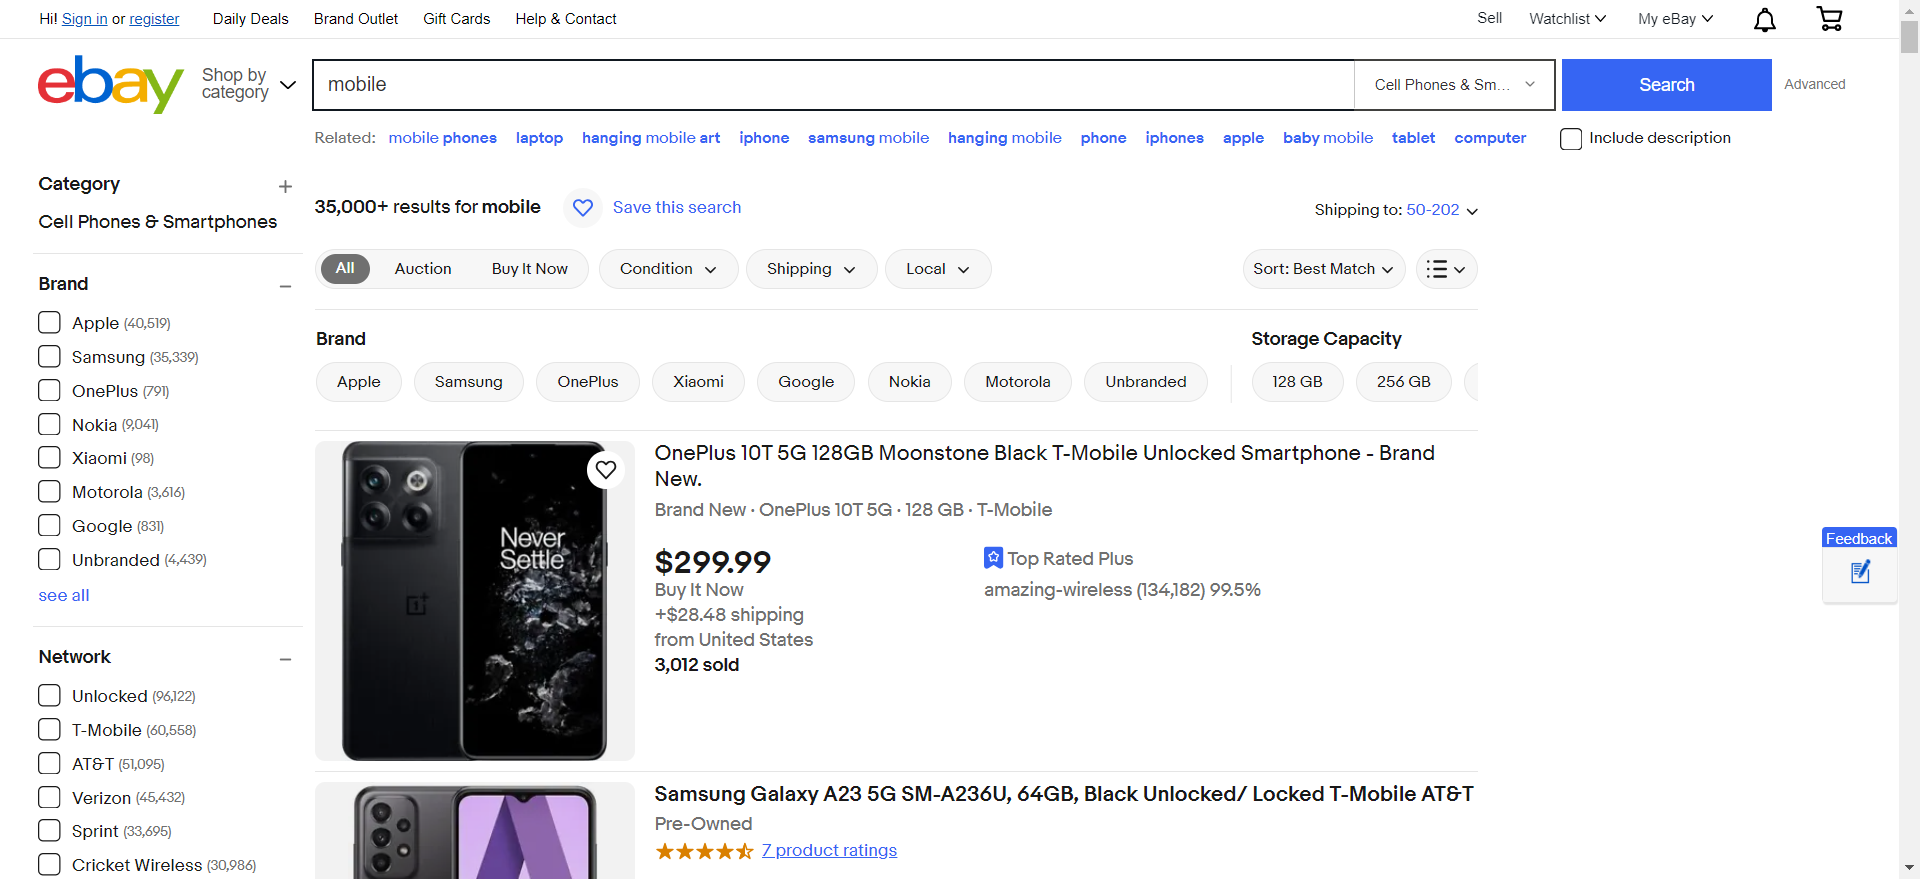 Hi! Sign in or register
Daily Deals
Brand Outlet
Gift Cards
Help & Contact
Sell
Watchlist
My eBay
ebay
Shop by
category
mobile
Cell Phones & Sm...
Search
Advanced
Related: mobile phones laptop hanging mobile art iphone samsung mobile hanging mobile phone iphones apple baby mobile tablet computer
Include description
Category
Cell Phones & Smartphones
Brand
Apple (40,519)
Samsung (35,339)
OnePlus (791)
Nokia (9,041)
Xiaomi (98)
Motorola (3,616)
Google (831)
Unbranded (4,439)
see all
Network
Unlocked (96,122)
T-Mobile (60,558)
AT&T (51,095)
Verizon (45,432)
Sprint (33,695)
Cricket Wireless (30,986)
35,000+ results for mobile
Save this search
Shipping to: 50-202
All
Auction
Buy It Now
Condition
Shipping
Local
Sort: Best Match
Brand
Apple
Samsung
OnePlus
Xiaomi
Google
Nokia
Motorola
Unbranded
Storage Capacity
128 GB
256 GB
Never
Settle
OnePlus 10T 5G 128GB Moonstone Black T-Mobile Unlocked Smartphone - Brand
New.
Brand New · OnePlus 10T 5G · 128 GB · T-Mobile
$299.99
Buy It Now
+$28.48 shipping
from United States
3,012 sold
Top Rated Plus
amazing-wireless (134,182) 99.5%
Samsung Galaxy A23 5G SM-A236U, 64GB, Black Unlocked/ Locked T-Mobile AT&T
Pre-Owned
7 product ratings
Feedback